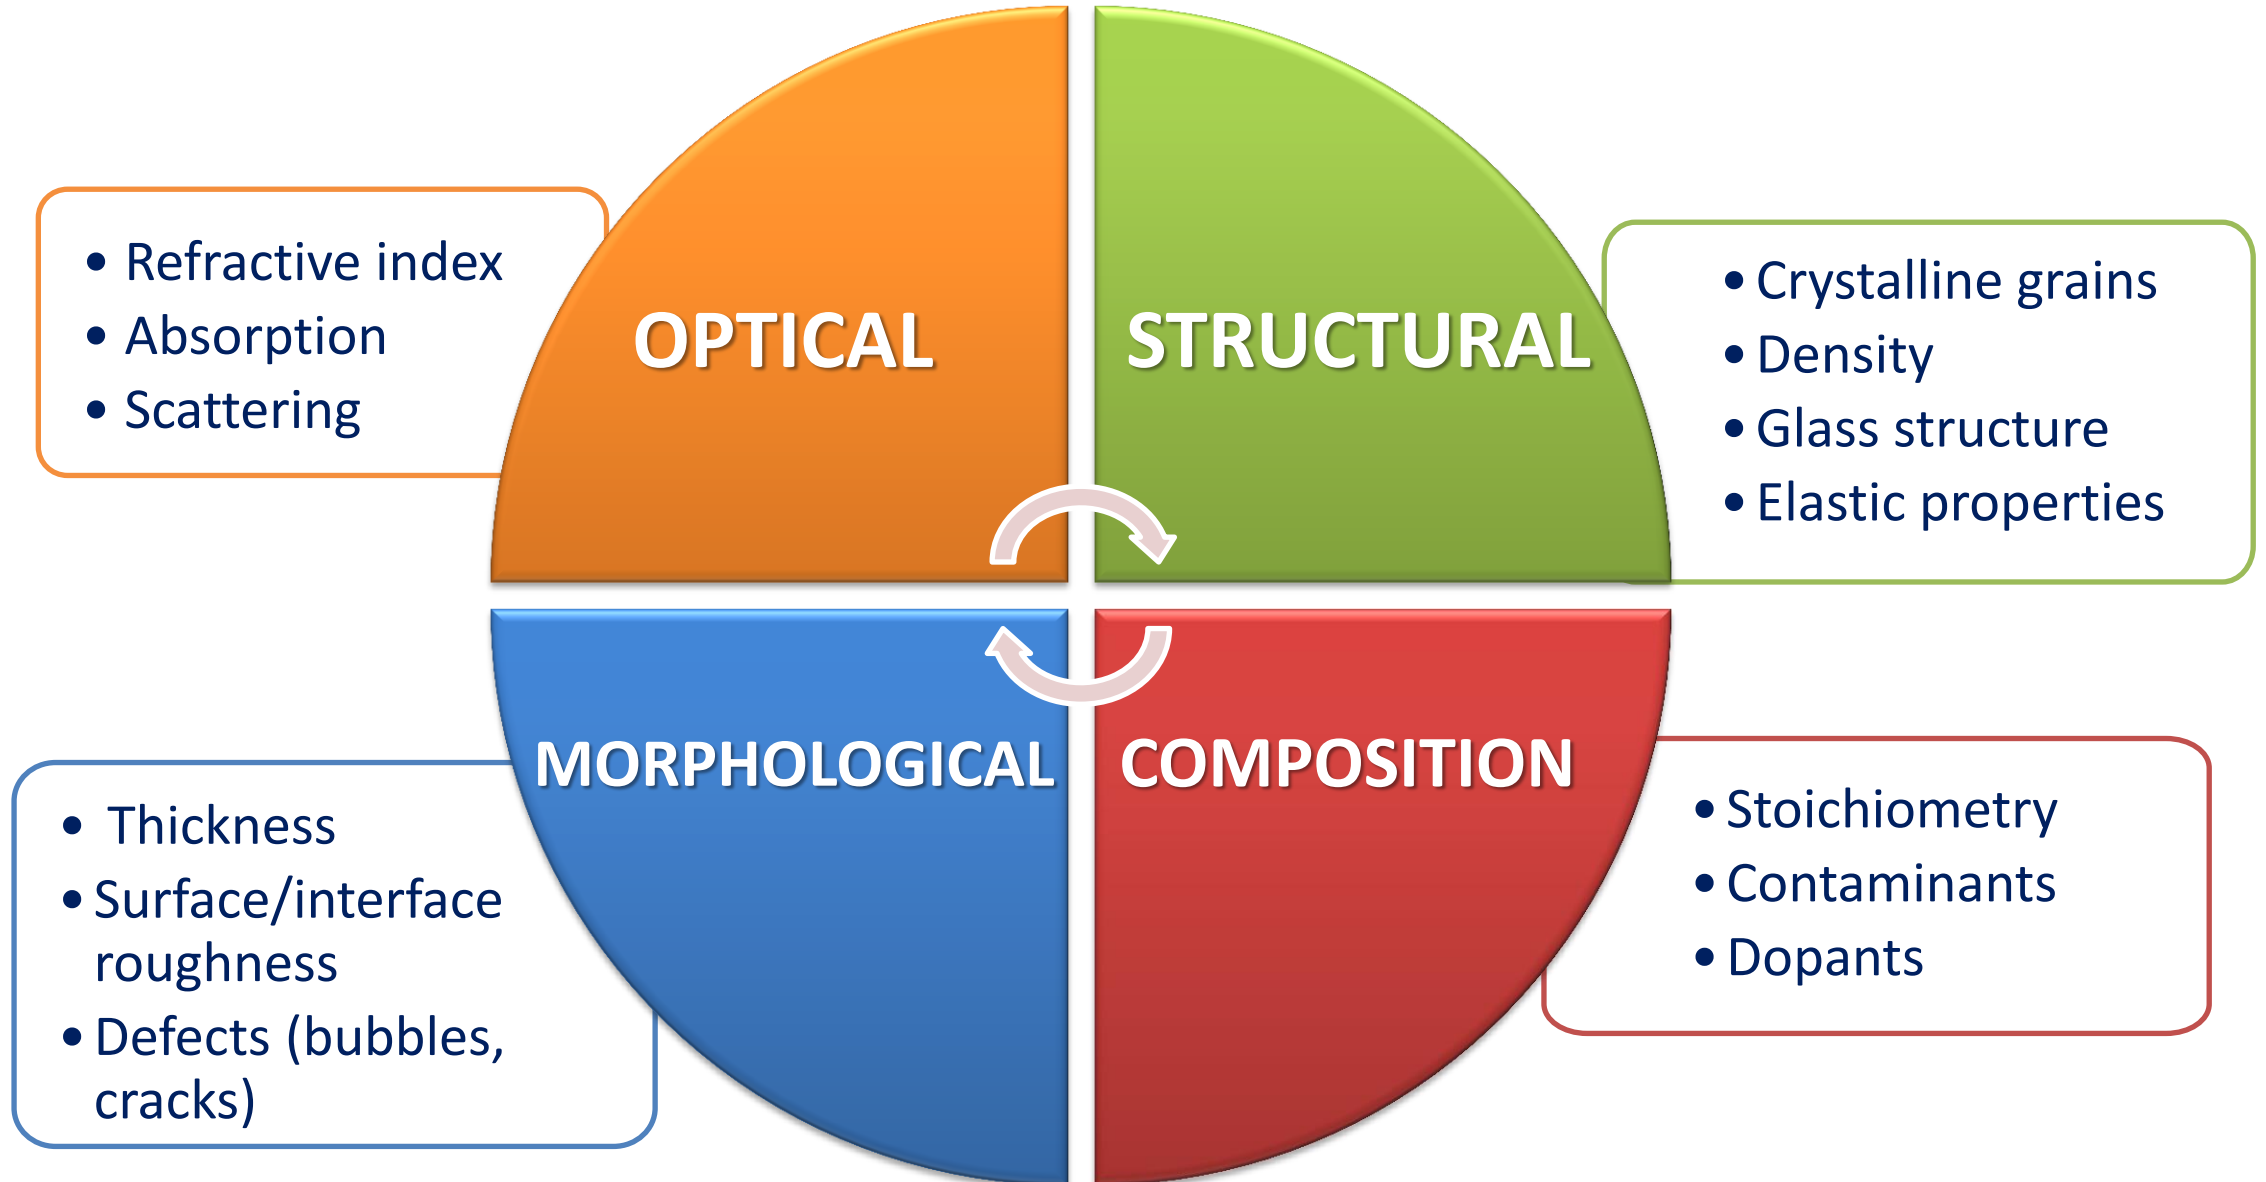 OPTICAL
• Refractive index
• Absorption
• Scattering
STRUCTURAL
• Crystalline grains
• Density
• Glass structure
• Elastic properties
MORPHOLOGICAL
• Thickness
• Surface/interface
roughness
• Defects (bubbles,
cracks)
COMPOSITION
• Stoichiometry
• Contaminants
• Dopants